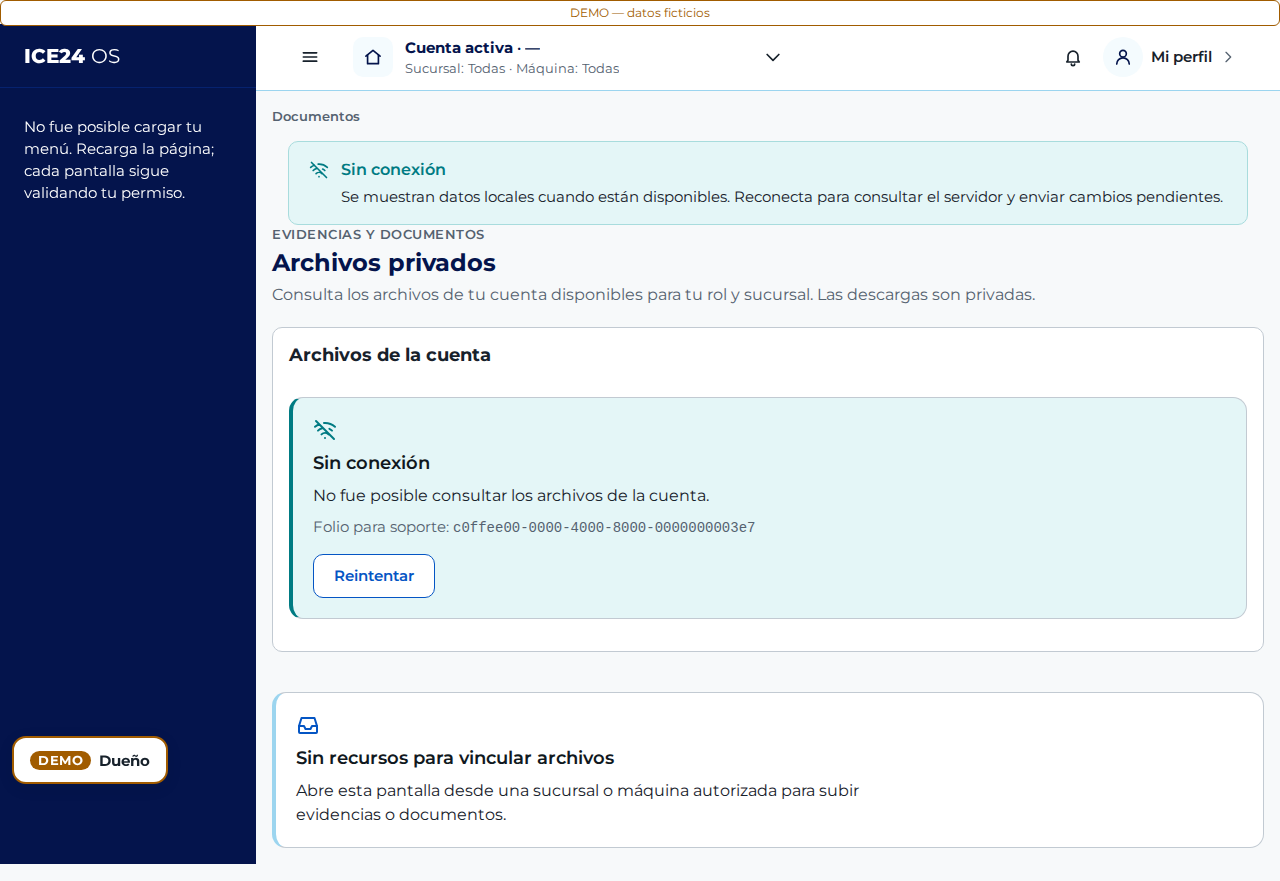 DEMO — datos ficticios
ICE24 OS
Cuenta activa · —
Sucursal: Todas · Máquina: Todas
Mi perfil
No fue posible cargar tu
menú. Recarga la página;
cada pantalla sigue
validando tu permiso.
Documentos
Sin conexión
Se muestran datos locales cuando están disponibles. Reconecta para consultar el servidor y enviar cambios pendientes.
EVIDENCIAS Y DOCUMENTOS
Archivos privados
Consulta los archivos de tu cuenta disponibles para tu rol y sucursal. Las descargas son privadas.
Archivos de la cuenta
Sin conexión
No fue posible consultar los archivos de la cuenta.
Folio para soporte: c0ffee00-0000-4000-8000-0000000003e7
Reintentar
Sin recursos para vincular archivos
Abre esta pantalla desde una sucursal o máquina autorizada para subir
evidencias o documentos.
DEMO Dueño